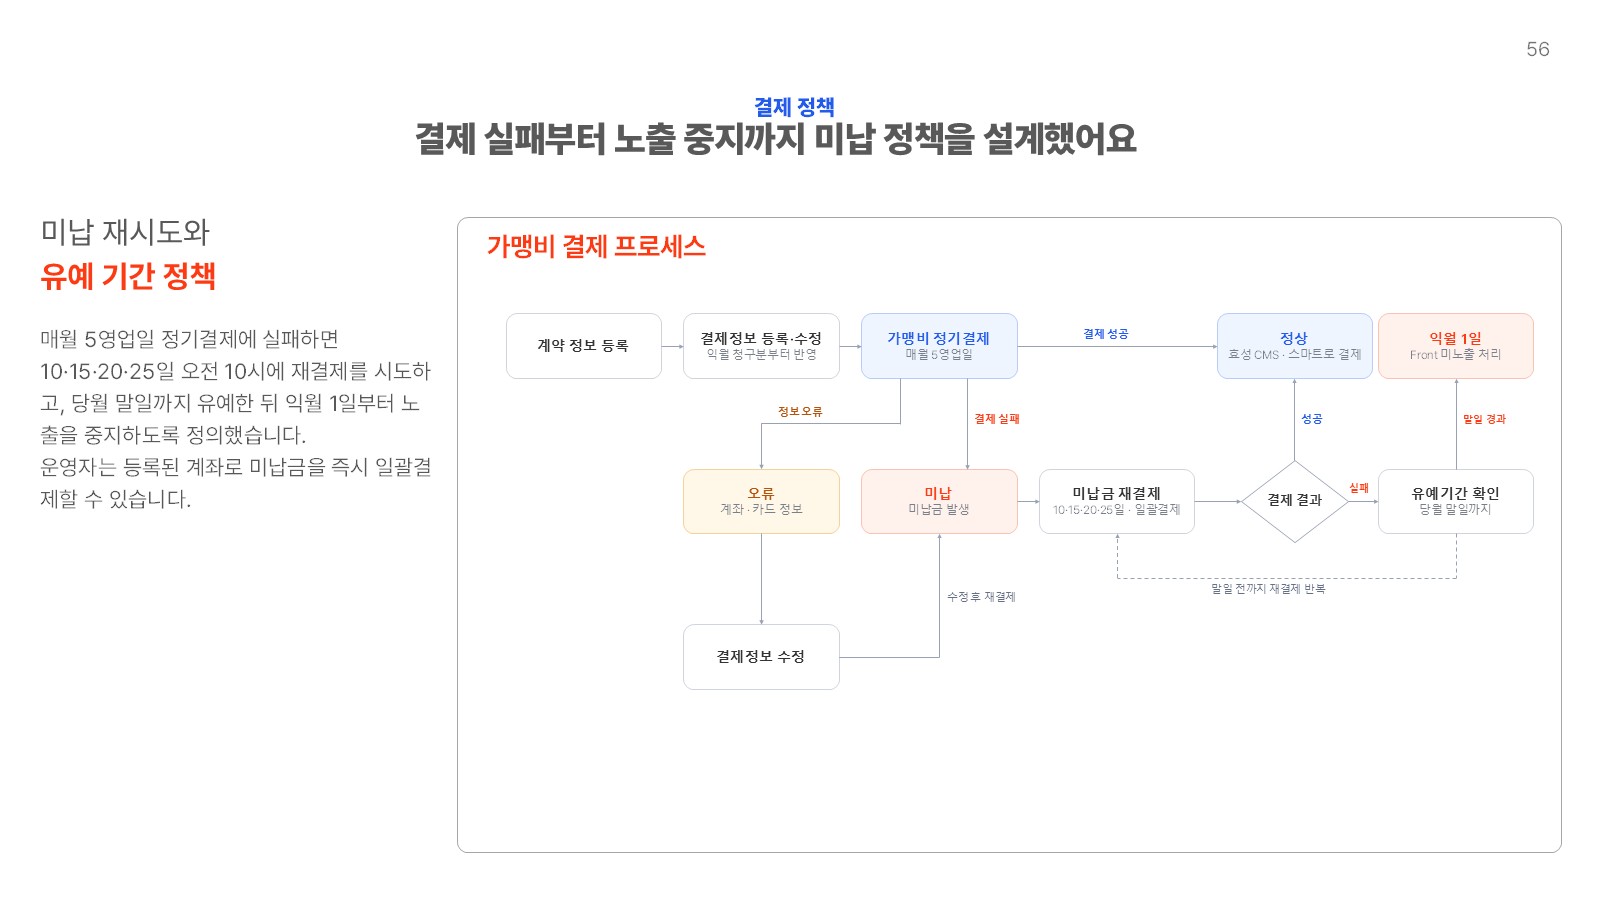 56
결제 정책
결제 실패부터 노출 중지까지 미납 정책을 설계했어요
미납 재시도와
유예 기간 정책
매월 5영업일 정기결제에 실패하면
10·15·20·25일 오전 10시에 재결제를 시도하
고, 당월 말일까지 유예한 뒤 익월 1일부터 노
출을 중지하도록 정의했습니다.
운영자는 등록된 계좌로 미납금을 즉시 일괄결
제할 수 있습니다.
가맹비 결제 프로세스
계약 정보 등록
결제정보 등록·수정
익월 청구분부터 반영
가맹비 정기결제
매월 5영업일
결제 성공
정상
효성 CMS · 스마트로 결제
익월 1일
Front 미노출 처리
정보 오류
결제 실패
성공
말일 경과
오류
계좌 · 카드 정보
미납
미납금 발생
미납금 재결제
10·15·20·25일 · 일괄결제
결제 결과
실패
유예기간 확인
당월 말일까지
말일 전까지 재결제 반복
수정 후 재결제
결제정보 수정